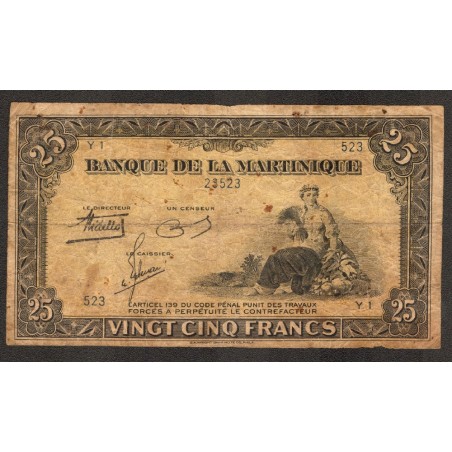 25 25
Y 1 523
BANQUE DE LA MARTINIQUE
23523
LE DIRECTEUR UN CENSEUR
LE CAISSIER
523 Y 1
L'ARTICLE 139 DU CODE PÉNAL PUNIT DES TRAVAUX
FORCÉS À PERPÉTUITÉ LE CONTREFACTEUR
25 25
VINGT CINQ FRANCS